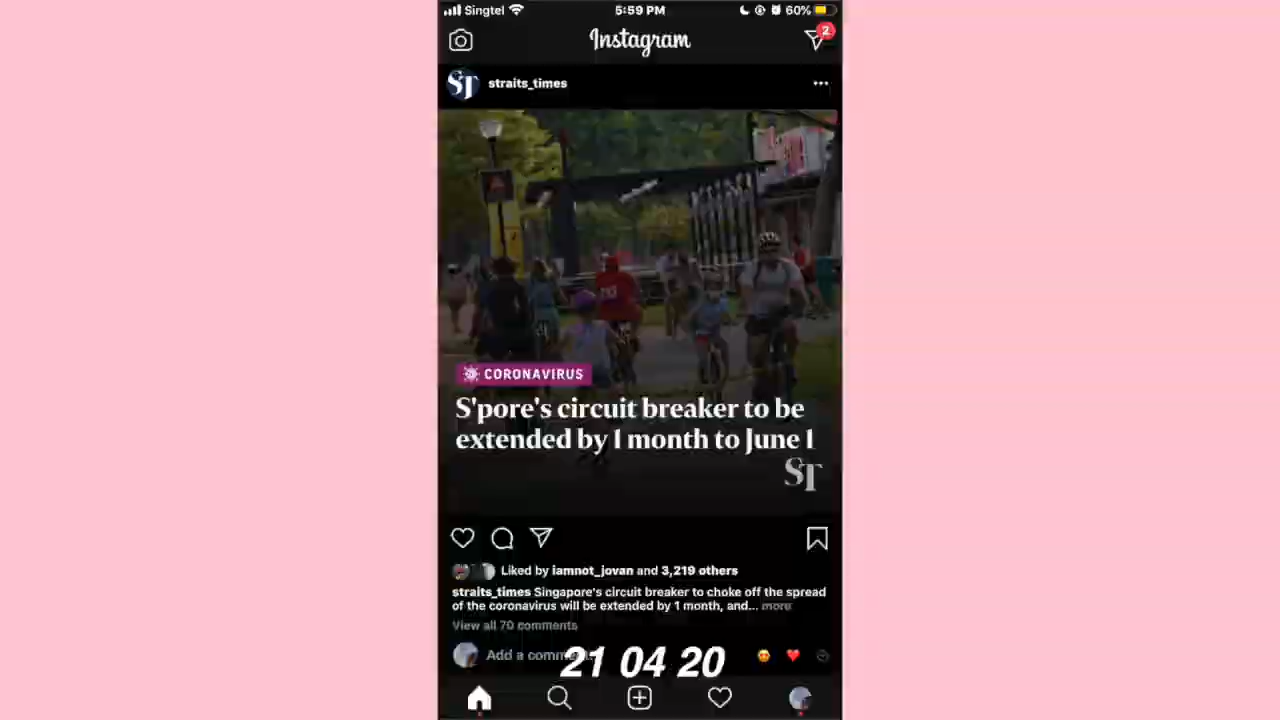 Singtel
5:59 PM
60%
Instagram
2
ST
straits_times
CORONAVIRUS
S'pore's circuit breaker to be
extended by 1 month to June 1
ST
Liked by iamnot_jovan and 3,219 others
straits_times Singapore's circuit breaker to choke off the spread
of the coronavirus will be extended by 1 month, and... more
View all 70 comments
Add a comm
21 04 20